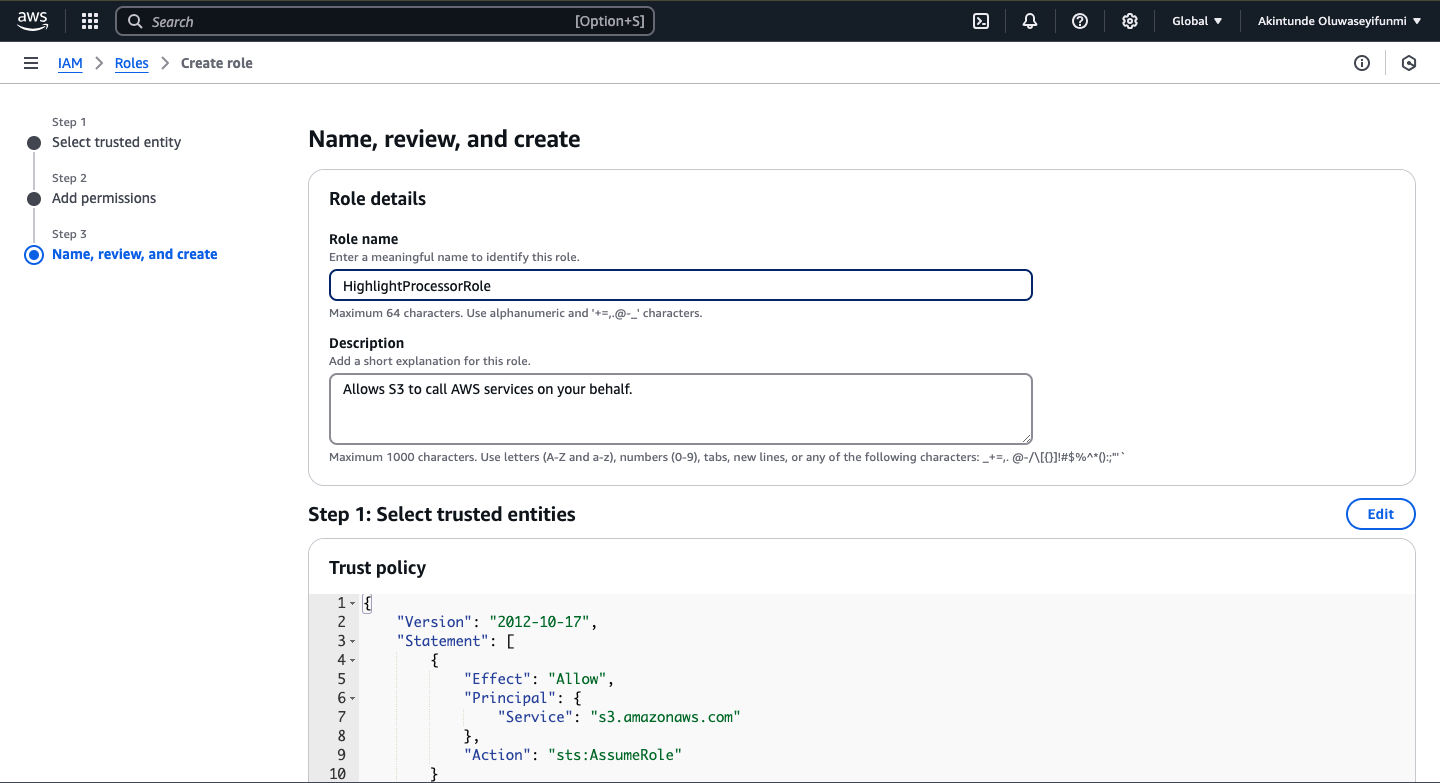 aws
Search [Option+S]
Global
Akintunde Oluwaseyifunmi
IAM
Roles
Create role
Step 1
Select trusted entity
Step 2
Add permissions
Step 3
Name, review, and create
Name, review, and create
Role details
Role name
Enter a meaningful name to identify this role.
HighlightProcessorRole
Maximum 64 characters. Use alphanumeric and '+=,.@-_' characters.
Description
Add a short explanation for this role.
Allows S3 to call AWS services on your behalf.
Maximum 1000 characters. Use letters (A-Z and a-z), numbers (0-9), tabs, new lines, or any of the following characters: _+=,. @-/\[{}]!#$%^*();:"'`
Step 1: Select trusted entities
Edit
Trust policy
1 {
2 "Version": "2012-10-17",
3 "Statement": [
4 {
5 "Effect": "Allow",
6 "Principal": {
7 "Service": "s3.amazonaws.com"
8 },
9 "Action": "sts:AssumeRole"
10 }